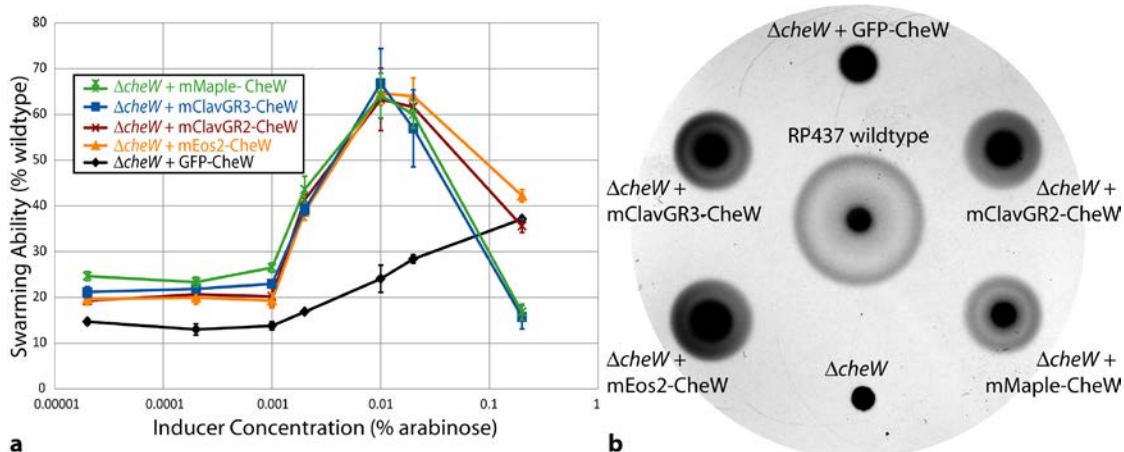 80
70
60
50
40
30
20
10
0
Swarming Ability (% wildtype)
ΔcheW + mMaple- CheW
ΔcheW + mClavGR3-CheW
ΔcheW + mClavGR2-CheW
ΔcheW + mEos2-CheW
ΔcheW + GFP-CheW
0.00001 0.0001 0.001 0.01 0.1 1
Inducer Concentration (% arabinose)
a
ΔcheW + GFP-CheW
RP437 wildtype
ΔcheW +
mClavGR3-CheW
ΔcheW +
mClavGR2-CheW
ΔcheW +
mEos2-CheW
ΔcheW
ΔcheW +
mMaple-CheW
b